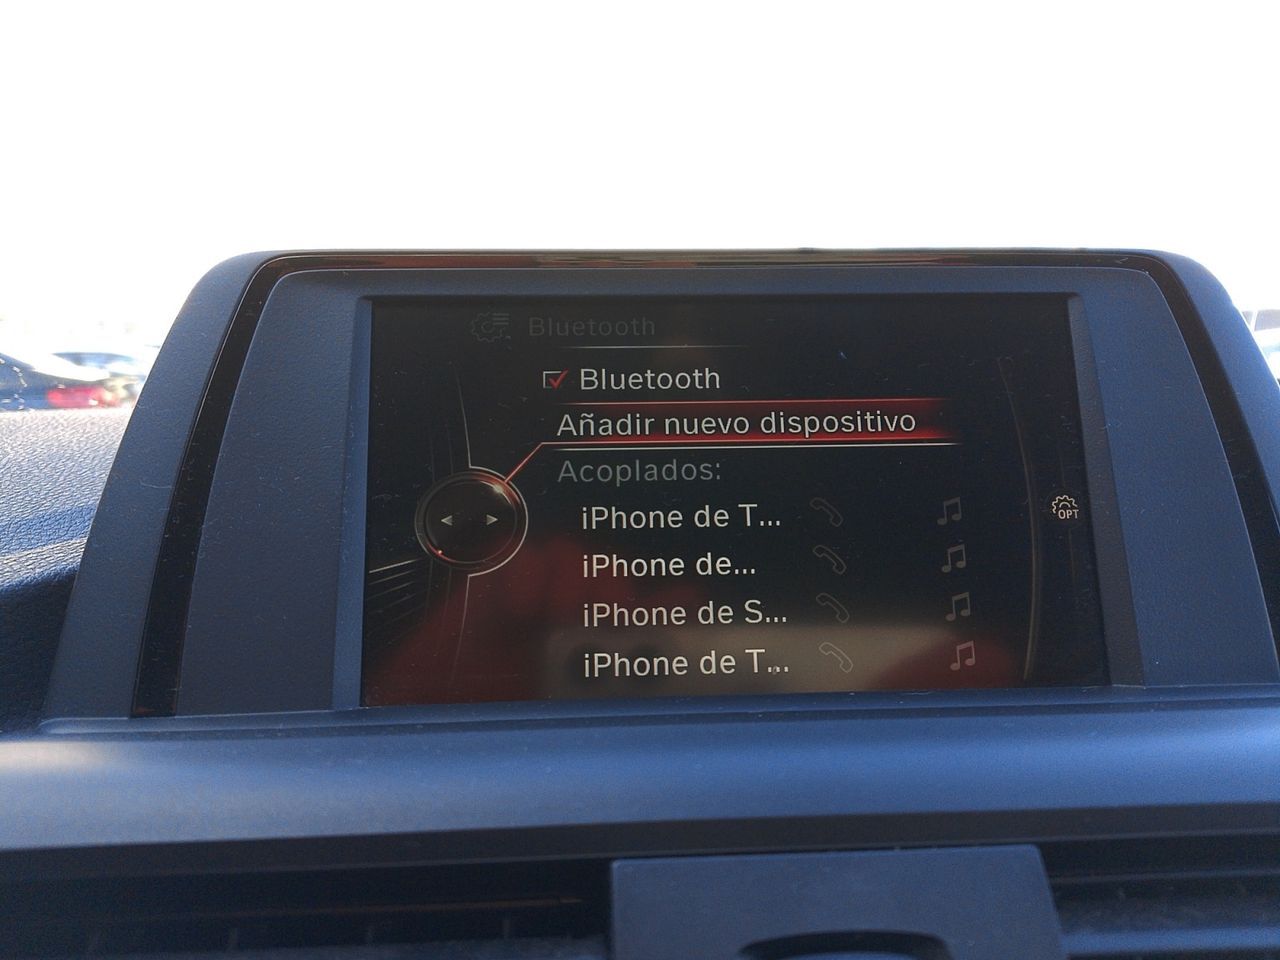 Bluetooth
Bluetooth
Añadir nuevo dispositivo
Acoplados:
iPhone de T...
iPhone de...
iPhone de S...
iPhone de T...
OPT